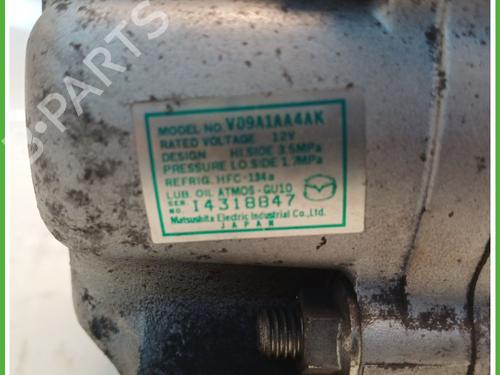 MODEL NO. V09A1AA4AK
RATED VOLTAGE 12V
DESIGN HI.SIDE 3.5MPa
PRESSURE LO.SIDE 1.7MPa
REFRIG. HFC-134a
LUB. OIL ATMOS-GU10
SER. NO. 14318847
Matsushita Electric Industrial Co.,Ltd.
JAPAN
B-PARTS